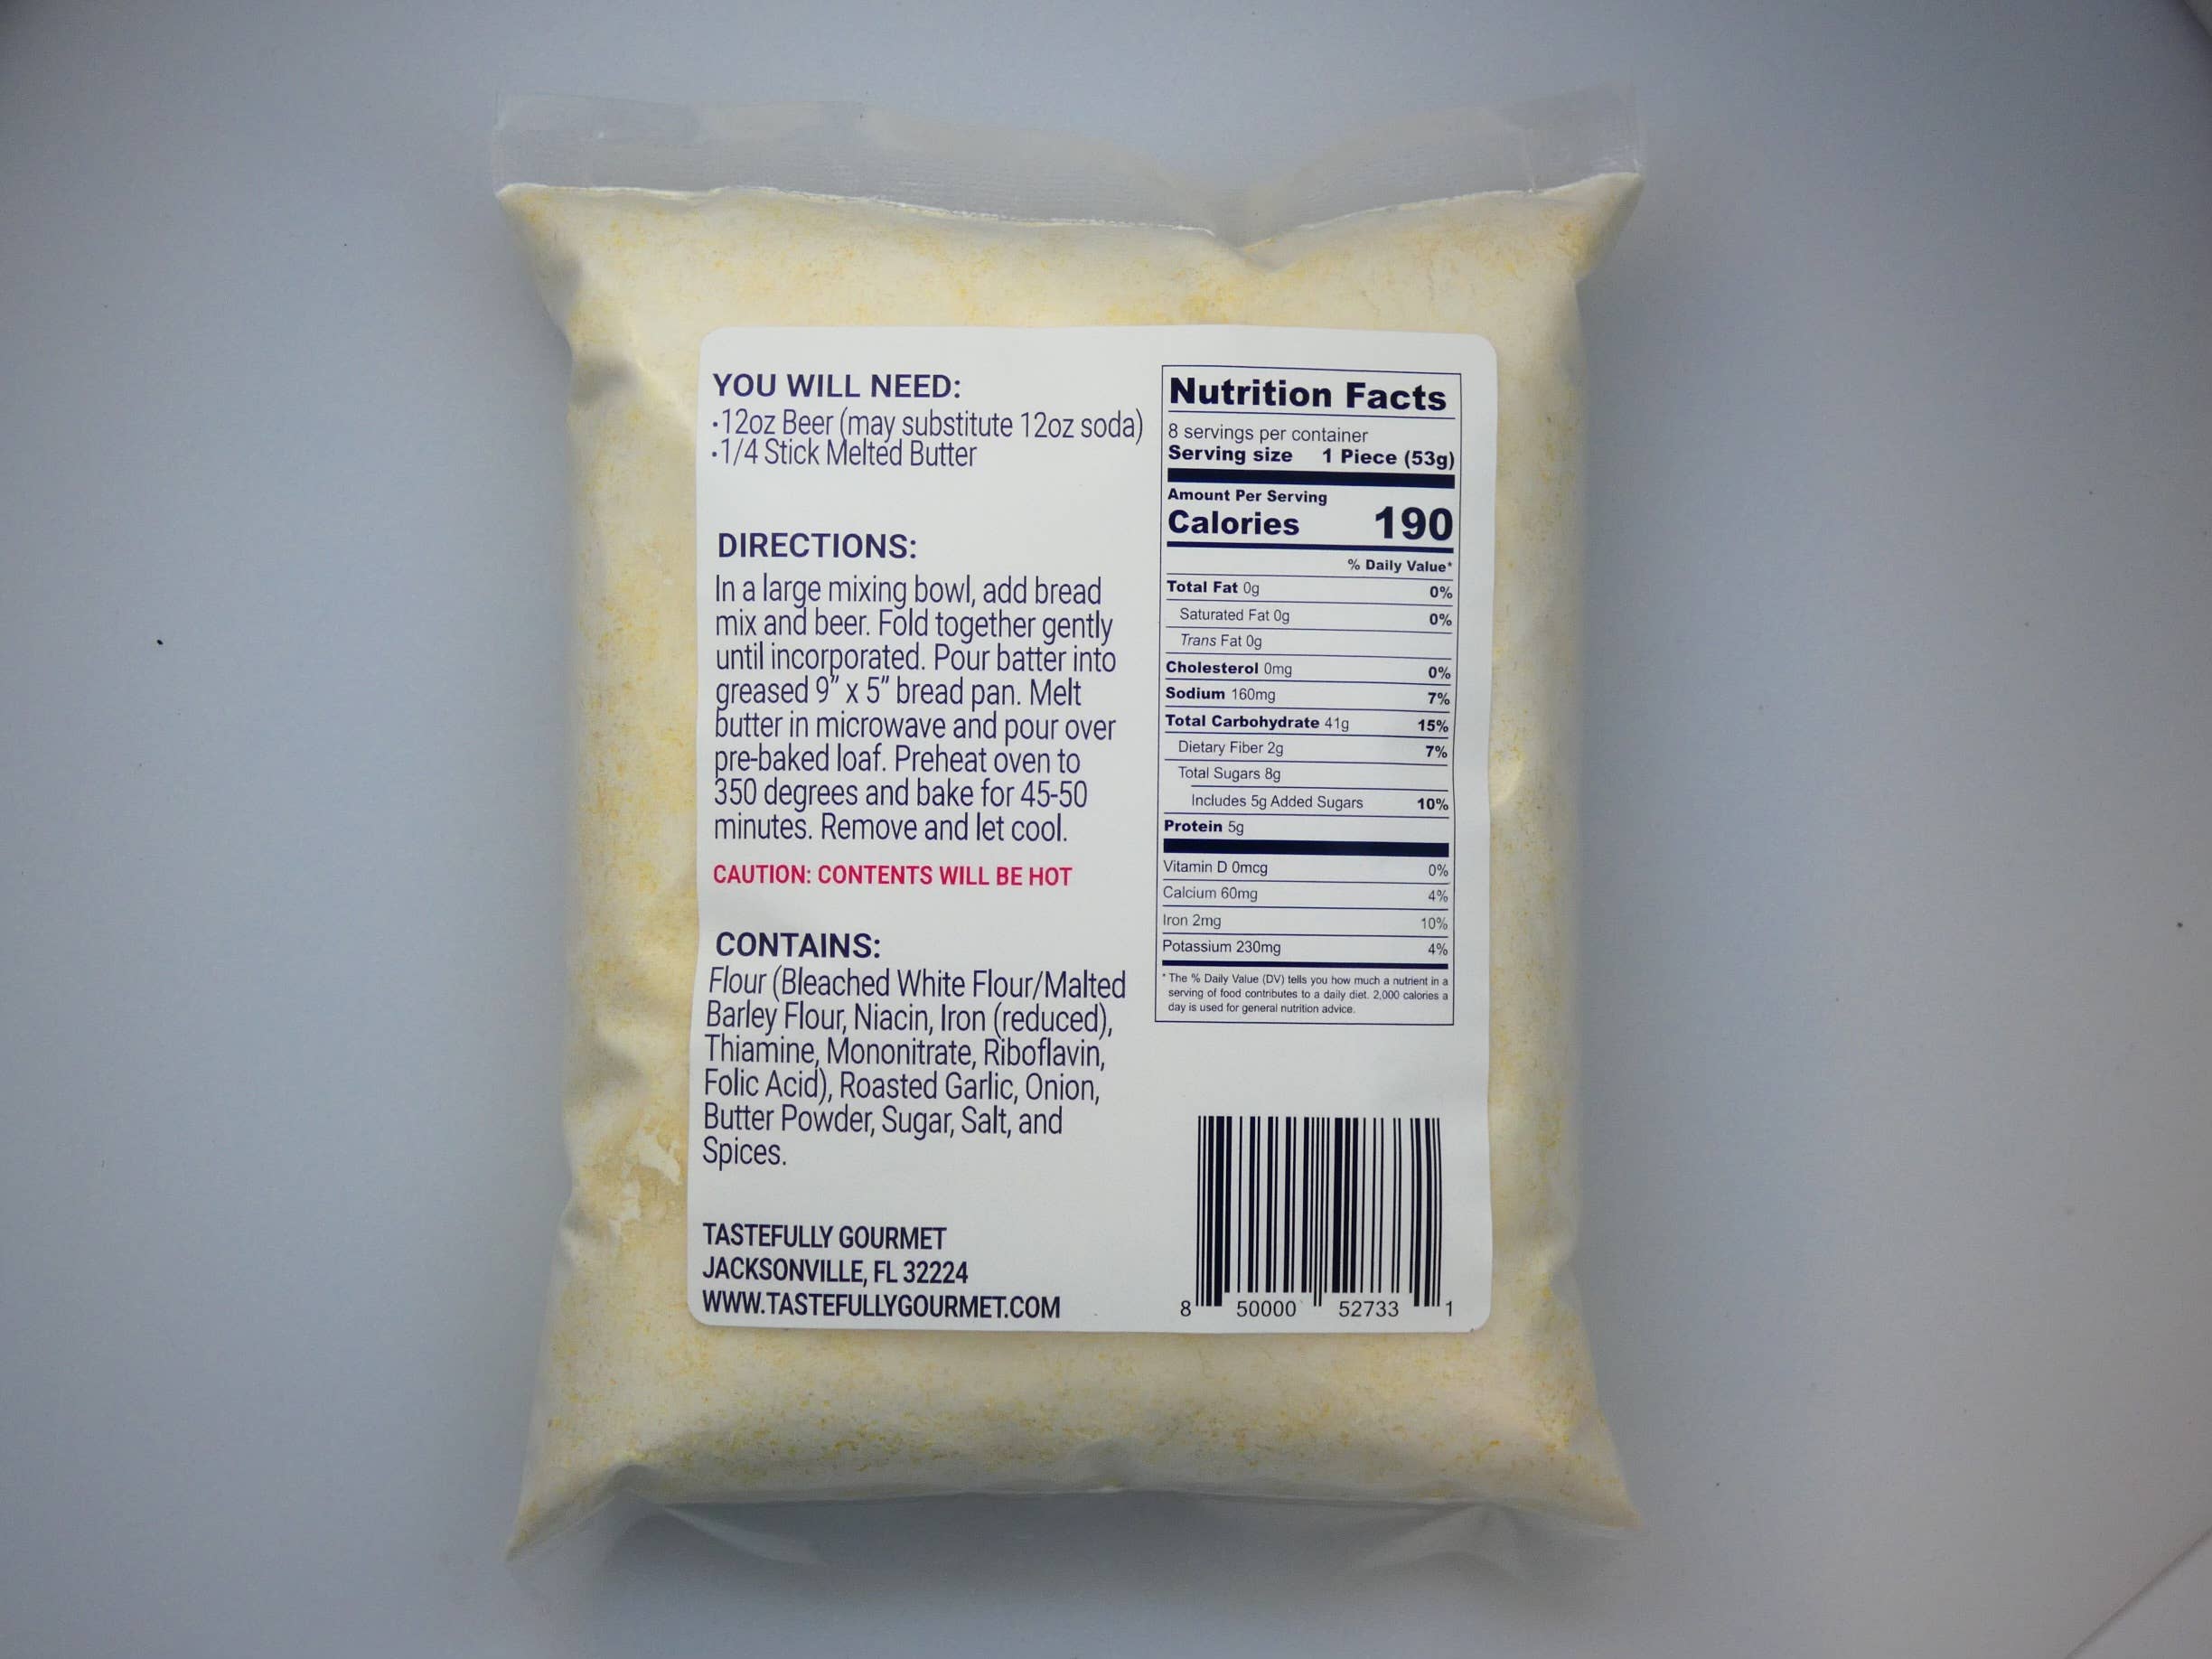 YOU WILL NEED:
•12oz Beer (may substitute 12oz soda)
•1/4 Stick Melted Butter
DIRECTIONS:
In a large mixing bowl, add bread
mix and beer. Fold together gently
until incorporated. Pour batter into
greased 9” x 5” bread pan. Melt
butter in microwave and pour over
pre-baked loaf. Preheat oven to
350 degrees and bake for 45-50
minutes. Remove and let cool.
CAUTION: CONTENTS WILL BE HOT
CONTAINS:
Flour (Bleached White Flour/Malted
Barley Flour, Niacin, Iron (reduced),
Thiamine, Mononitrate, Riboflavin,
Folic Acid), Roasted Garlic, Onion,
Butter Powder, Sugar, Salt, and
Spices.
TASTEFULLY GOURMET
JACKSONVILLE, FL 32224
WWW.TASTEFULLYGOURMET.COM
Nutrition Facts
8 servings per container
Serving size 1 Piece (53g)
Amount Per Serving
Calories 190
% Daily Value*
Total Fat 0g 0%
Saturated Fat 0g 0%
Trans Fat 0g
Cholesterol 0mg 0%
Sodium 160mg 7%
Total Carbohydrate 41g 15%
Dietary Fiber 2g 7%
Total Sugars 8g
Includes 5g Added Sugars 10%
Protein 5g
Vitamin D 0mcg 0%
Calcium 60mg 4%
Iron 2mg 10%
Potassium 230mg 4%
* The % Daily Value (DV) tells you how much a nutrient in a
serving of food contributes to a daily diet. 2,000 calories a
day is used for general nutrition advice.
8 50000 52733 1